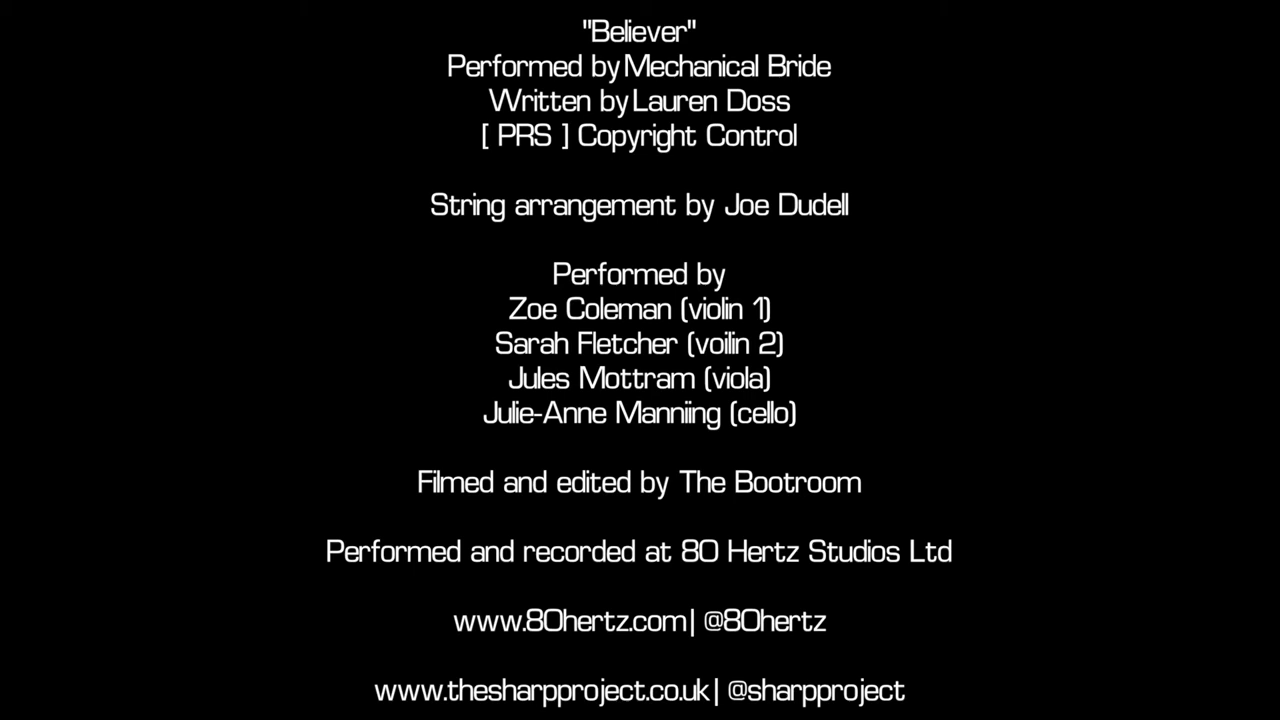 "Believer"
Performed by Mechanical Bride
Written by Lauren Doss
[ PRS ] Copyright Control
String arrangement by Joe Dudell
Performed by
Zoe Coleman (violin 1)
Sarah Fletcher (voilin 2)
Jules Mottram (viola)
Julie-Anne Manniing (cello)
Filmed and edited by The Bootroom
Performed and recorded at 80 Hertz Studios Ltd
www.80hertz.com| @80hertz
www.thesharpproject.co.uk| @sharpproject